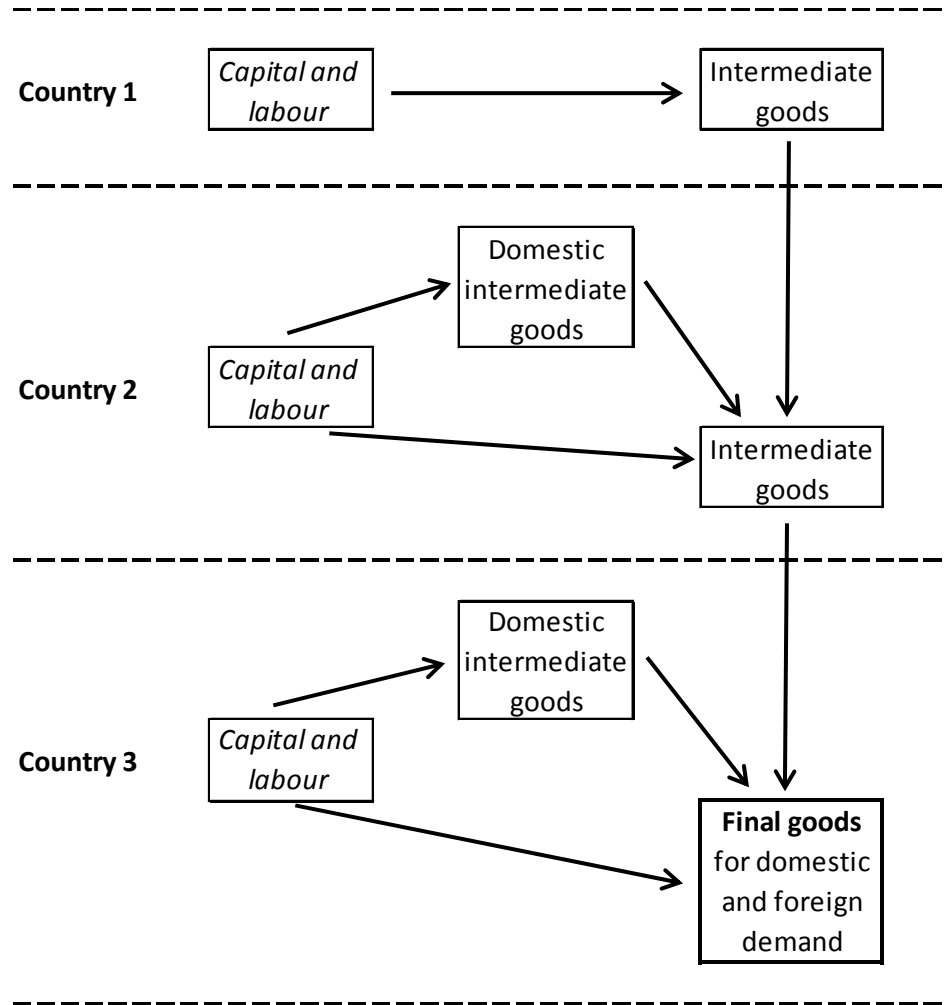 Country 1
Capital and
labour
Intermediate
goods
Domestic
intermediate
goods
Country 2
Capital and
labour
Intermediate
goods
Domestic
intermediate
goods
Country 3
Capital and
labour
Final goods
for domestic
and foreign
demand